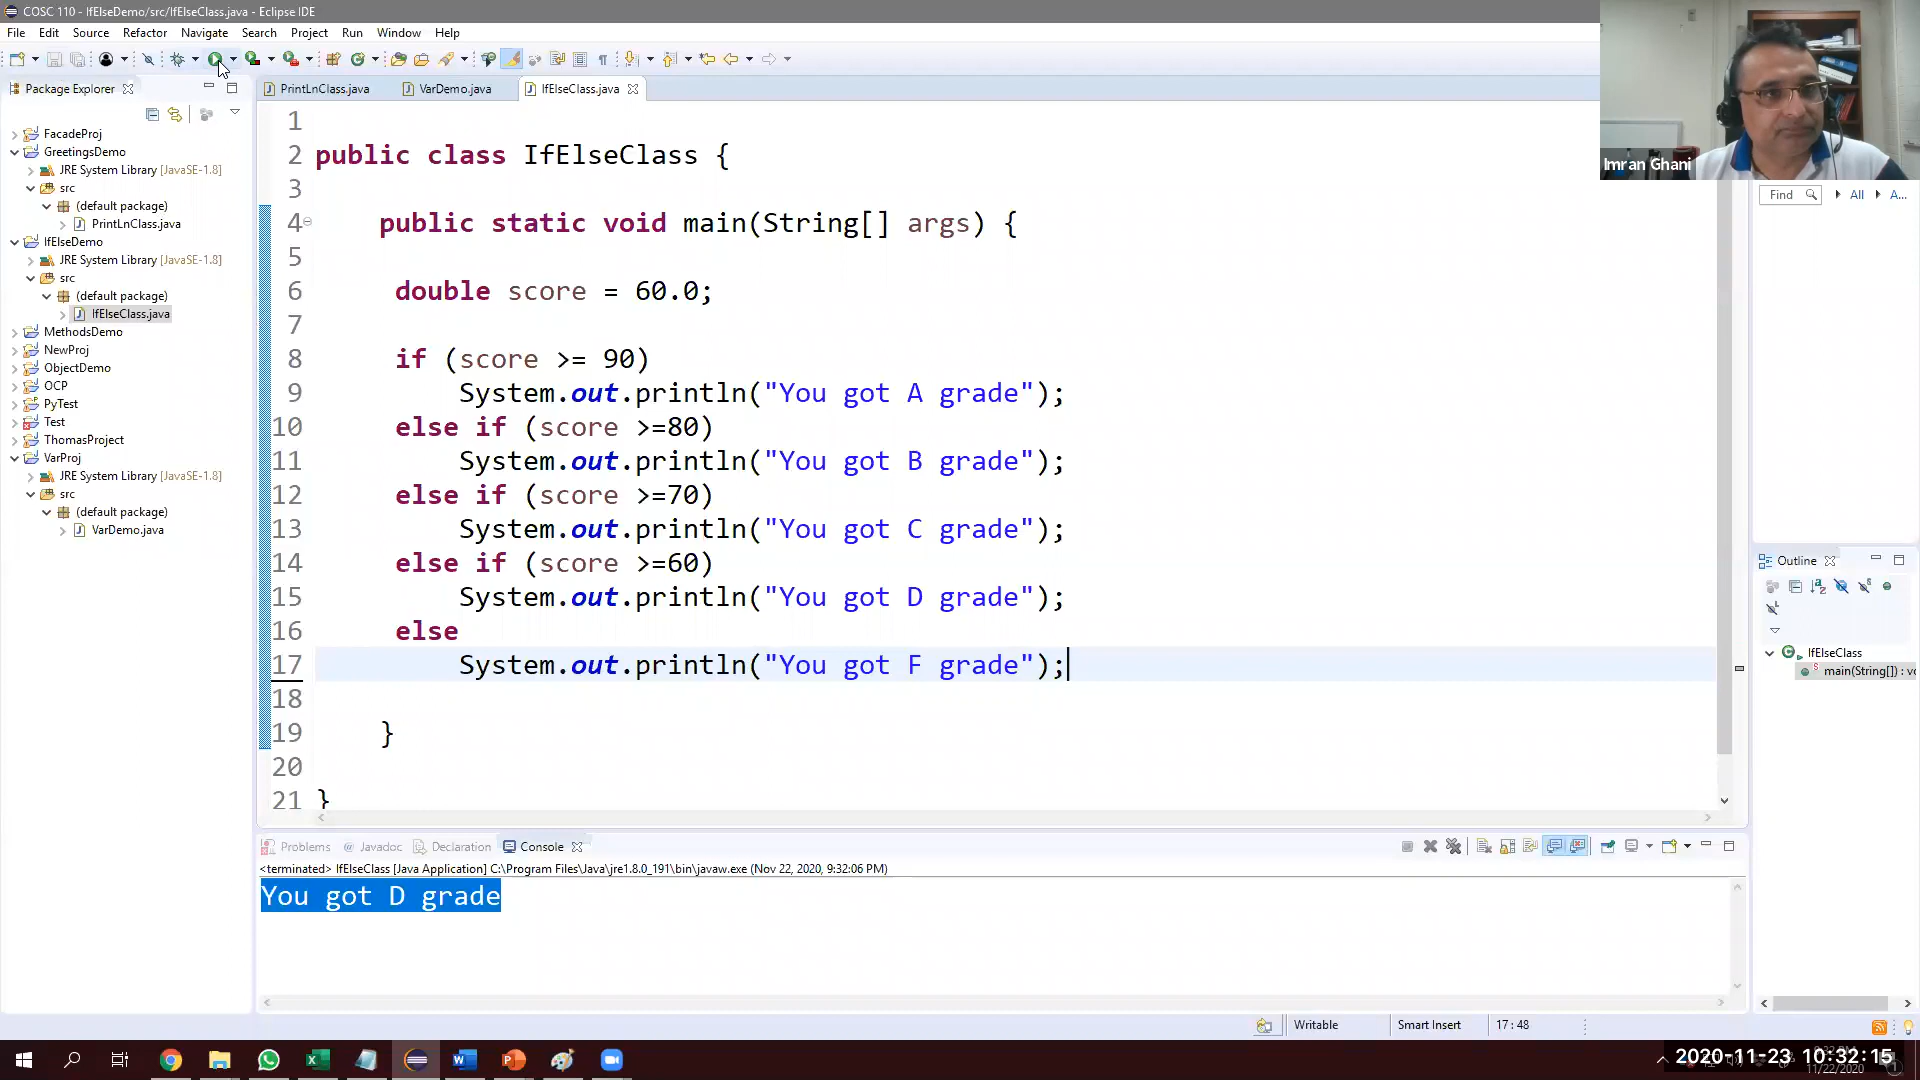 COSC 110 - IfElseDemo/src/IfElseClass.java - Eclipse IDE
File Edit Source Refactor Navigate Search Project Run Window Help
Package Explorer
PrintLnClass.java
VarDemo.java
IfElseClass.java
FacadeProj
GreetingsDemo
JRE System Library [JavaSE-1.8]
src
(default package)
PrintLnClass.java
IfElseDemo
JRE System Library [JavaSE-1.8]
src
(default package)
IfElseClass.java
MethodsDemo
NewProj
ObjectDemo
OCP
PyTest
Test
ThomasProject
VarProj
JRE System Library [JavaSE-1.8]
src
(default package)
VarDemo.java
1
2 public class IfElseClass {
3
4 public static void main(String[] args) {
5
6 double score = 60.0;
7
8 if (score >= 90)
9 System.out.println("You got A grade");
10 else if (score >=80)
11 System.out.println("You got B grade");
12 else if (score >=70)
13 System.out.println("You got C grade");
14 else if (score >=60)
15 System.out.println("You got D grade");
16 else
17 System.out.println("You got F grade");
18
19 }
20
21 }
Imran Ghani
Find All A...
Outline
IfElseClass
main(String[]) : vo
Problems @ Javadoc Declaration Console
<terminated> IfElseClass [Java Application] C:\Program Files\Java\jre1.8.0_191\bin\javaw.exe (Nov 22, 2020, 9:32:06 PM)
You got D grade
Writable Smart Insert 17 : 48
2020-11-23 10:32:15
11/22/2020